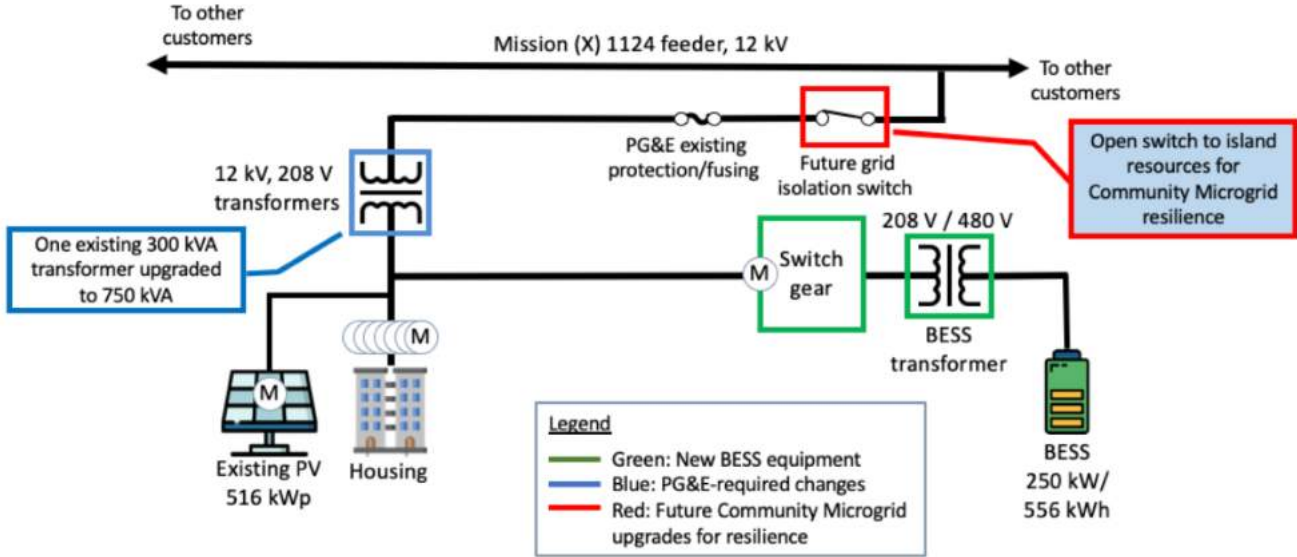 To other
customers
Mission (X) 1124 feeder, 12 kV
To other
customers
PG&E existing
protection/fusing
Future grid
isolation switch
Open switch to island
resources for
Community Microgrid
resilience
12 kV, 208 V
transformers
One existing 300 kVA
transformer upgraded
to 750 kVA
M
Switch
gear
208 V / 480 V
BESS
transformer
M
M
Existing PV
516 kWp
Housing
BESS
250 kW/
556 kWh
Legend
Green: New BESS equipment
Blue: PG&E-required changes
Red: Future Community Microgrid
upgrades for resilience